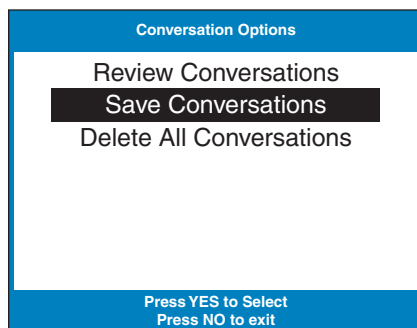 Conversation Options
Review Conversations
Save Conversations
Delete All Conversations
Press YES to Select
Press NO to exit